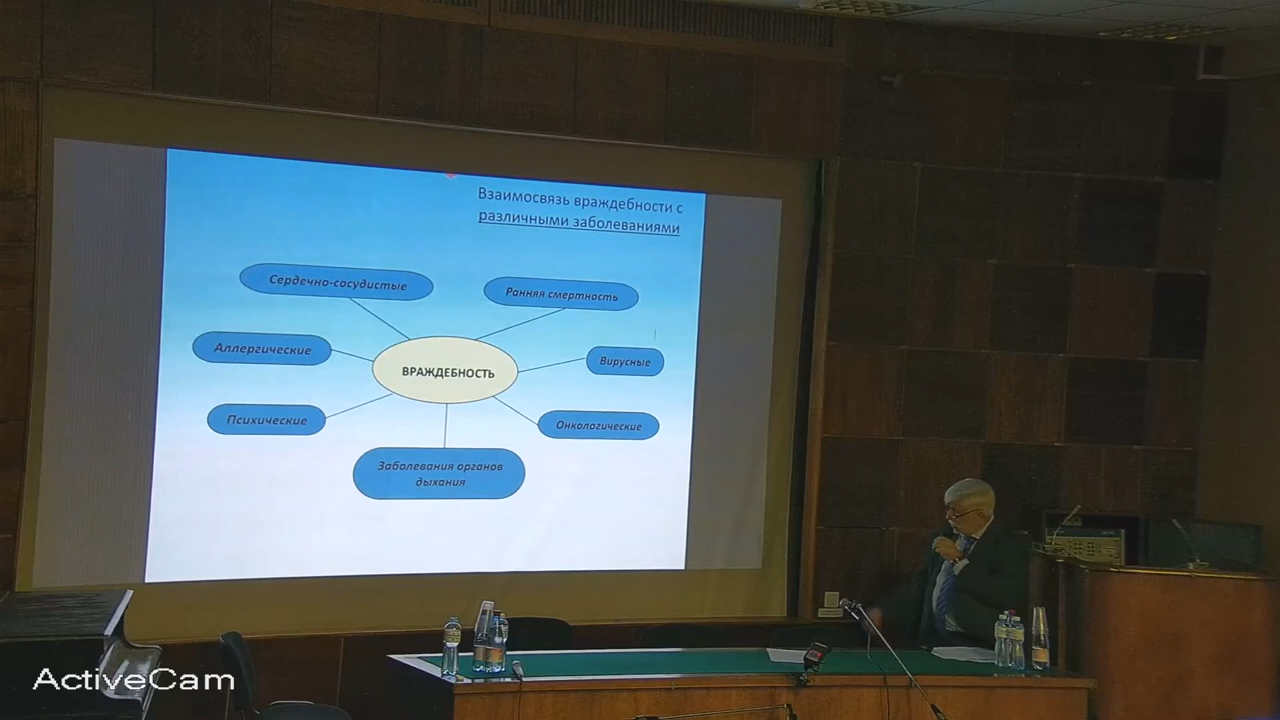 Взаимосвязь враждебности с
различными заболеваниями
Сердечно-сосудистые
Ранняя смертность
Аллергические
Вирусные
ВРАЖДЕБНОСТЬ
Психические
Онкологические
Заболевания органов
дыхания
ActiveCam